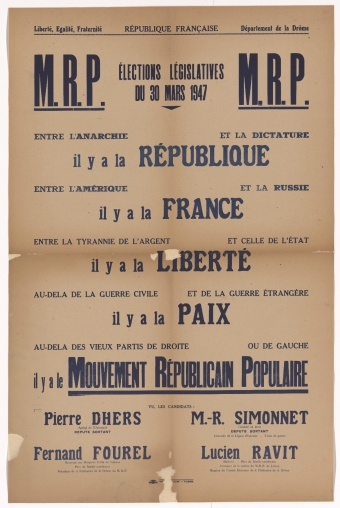 Liberté, Egalité, Fraternité RÉPUBLIQUE FRANÇAISE Département de la Drôme
M.R.P. ÉLECTIONS LÉGISLATIVES M.R.P.
DU 30 MARS 1947
ENTRE L'ANARCHIE ET LA DICTATURE
il y a la RÉPUBLIQUE
ENTRE L'AMÉRIQUE ET LA RUSSIE
il y a la FRANCE
ENTRE LA TYRANNIE DE L'ARGENT ET CELLE DE L'ÉTAT
il y a la LIBERTÉ
AU-DELA DE LA GUERRE CIVILE ET DE LA GUERRE ÉTRANGÈRE
il y a la PAIX
AU-DELA DES VIEUX PARTIS DE DROITE OU DE GAUCHE
il y a le MOUVEMENT RÉPUBLICAIN POPULAIRE
VU, LES CANDIDATS :
Pierre DHERS M.-R. SIMONNET
DÉPUTÉ SORTANT DÉPUTÉ SORTANT
Fernand FOUREL Lucien RAVIT